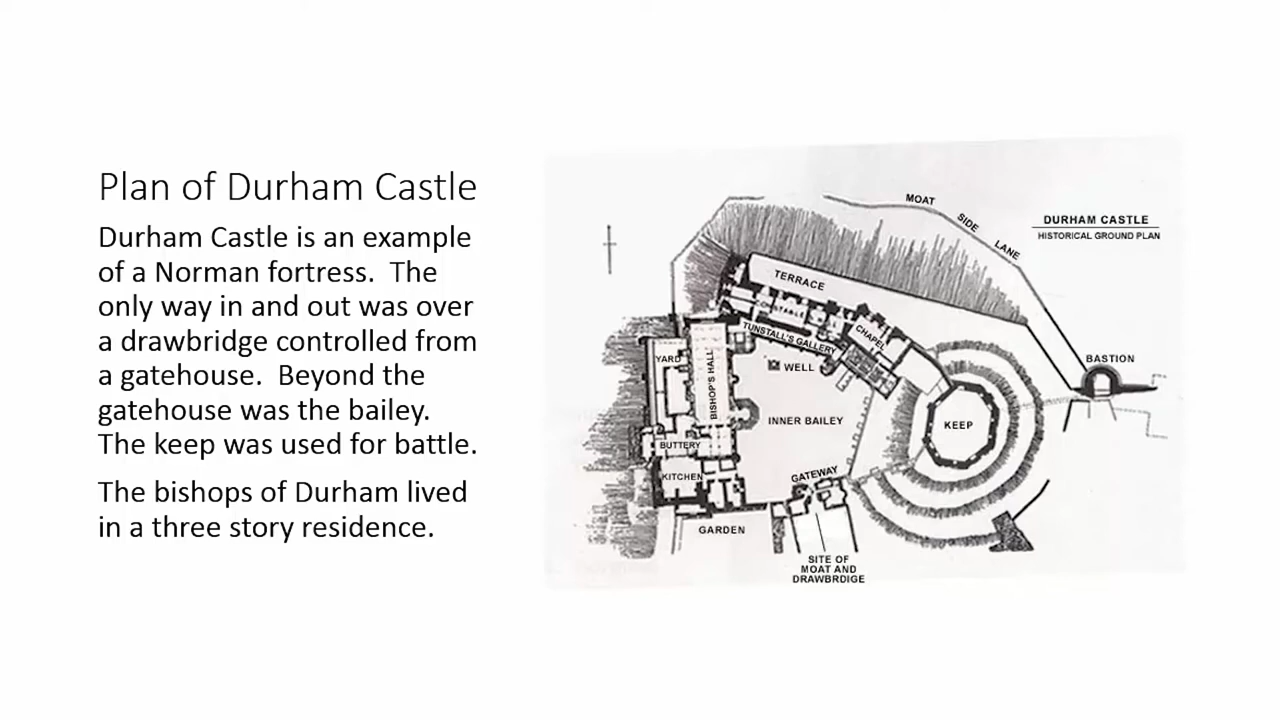 Plan of Durham Castle
Durham Castle is an example
of a Norman fortress.  The
only way in and out was over
a drawbridge controlled from
a gatehouse.  Beyond the
gatehouse was the bailey.
The keep was used for battle.
The bishops of Durham lived
in a three story residence.
MOAT SIDE LANE
DURHAM CASTLE
HISTORICAL GROUND PLAN
TERRACE
CONSTABLE
TUNSTALL'S GALLERY
CHAPEL
YARD
BISHOP'S HALL
WELL
BASTION
INNER BAILEY
KEEP
BUTTERY
KITCHEN
GATEWAY
GARDEN
SITE OF
MOAT AND
DRAWBRDIGE